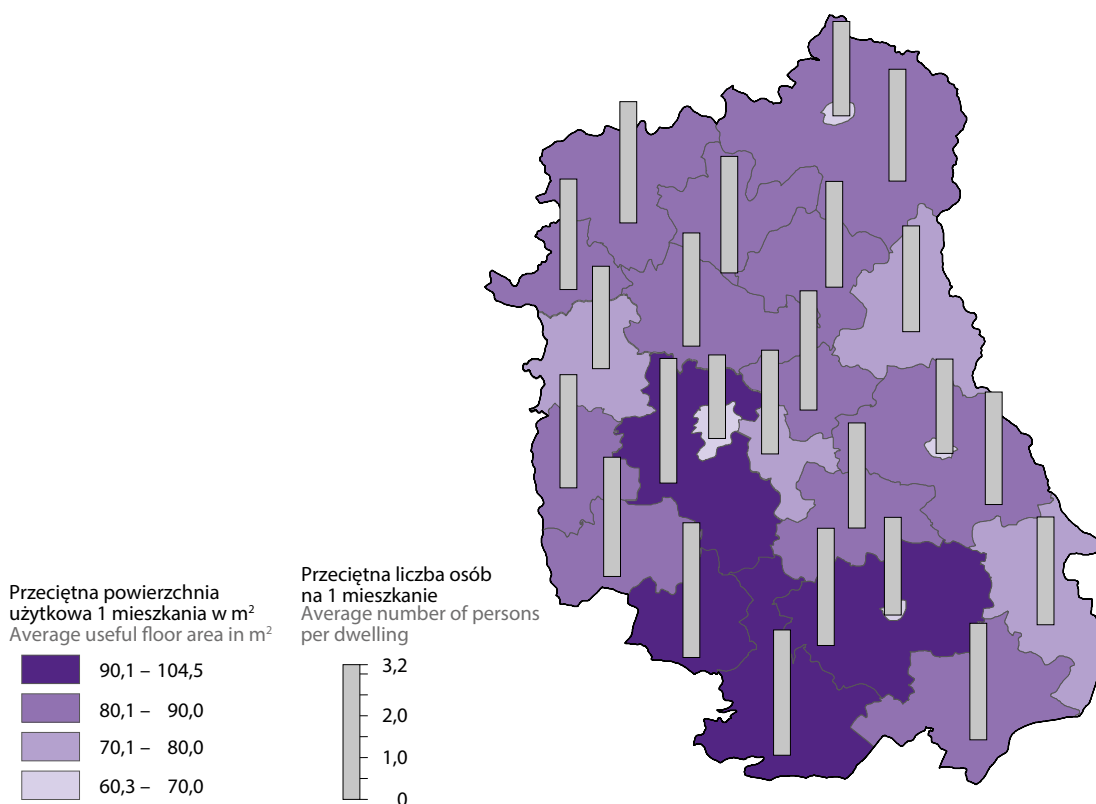 Przeciętna powierzchnia
użytkowa 1 mieszkania w m²
Average useful floor area in m²
90,1 – 104,5
80,1 – 90,0
70,1 – 80,0
60,3 – 70,0
Przeciętna liczba osób
na 1 mieszkanie
Average number of persons
per dwelling
3,2
2,0
1,0
0